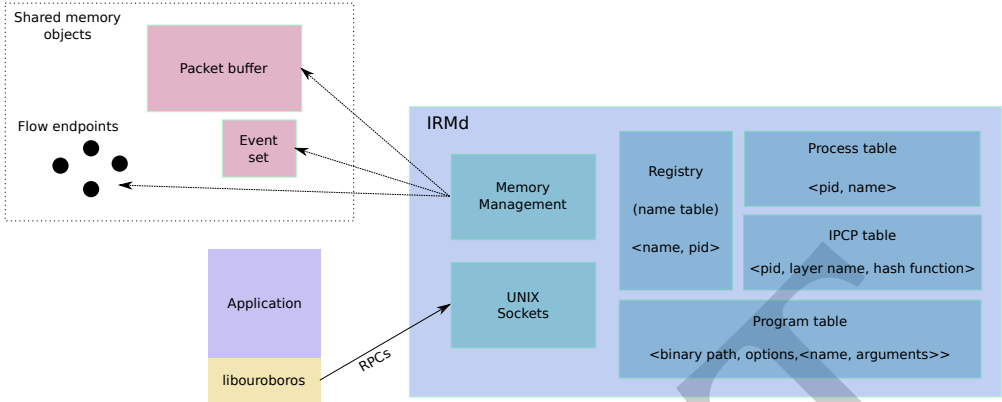 Shared memory
objects
Packet buffer
Flow endpoints
Event
set
IRMd
Memory
Management
Registry
(name table)
<name, pid>
Process table
<pid, name>
IPCP table
<pid, layer name, hash function>
UNIX
Sockets
Program table
<binary path, options,<name, arguments>>
Application
libouroboros
RPCs